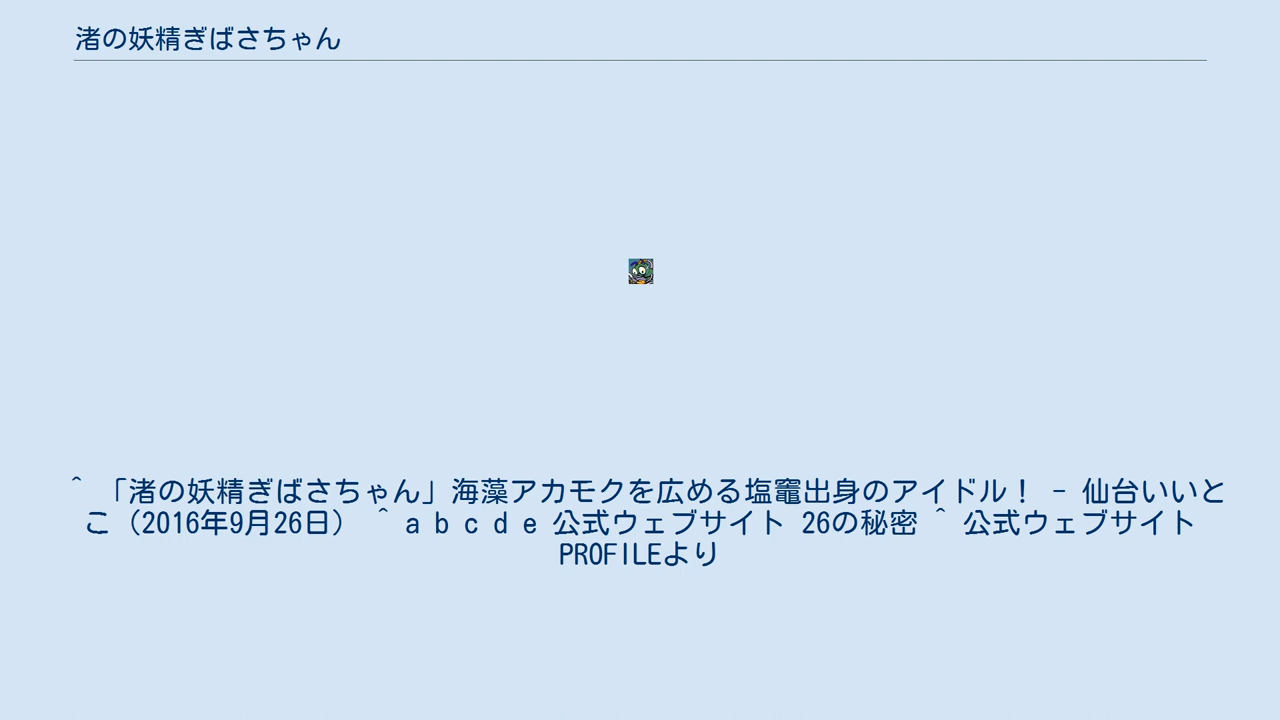 渚の妖精ぎばさちゃん
^ 「渚の妖精ぎばさちゃん」海藻アカモクを広める塩竈出身のアイドル！ - 仙台いいと
こ（2016年9月26日） ^ a b c d e 公式ウェブサイト 26の秘密 ^ 公式ウェブサイト
PROFILEより